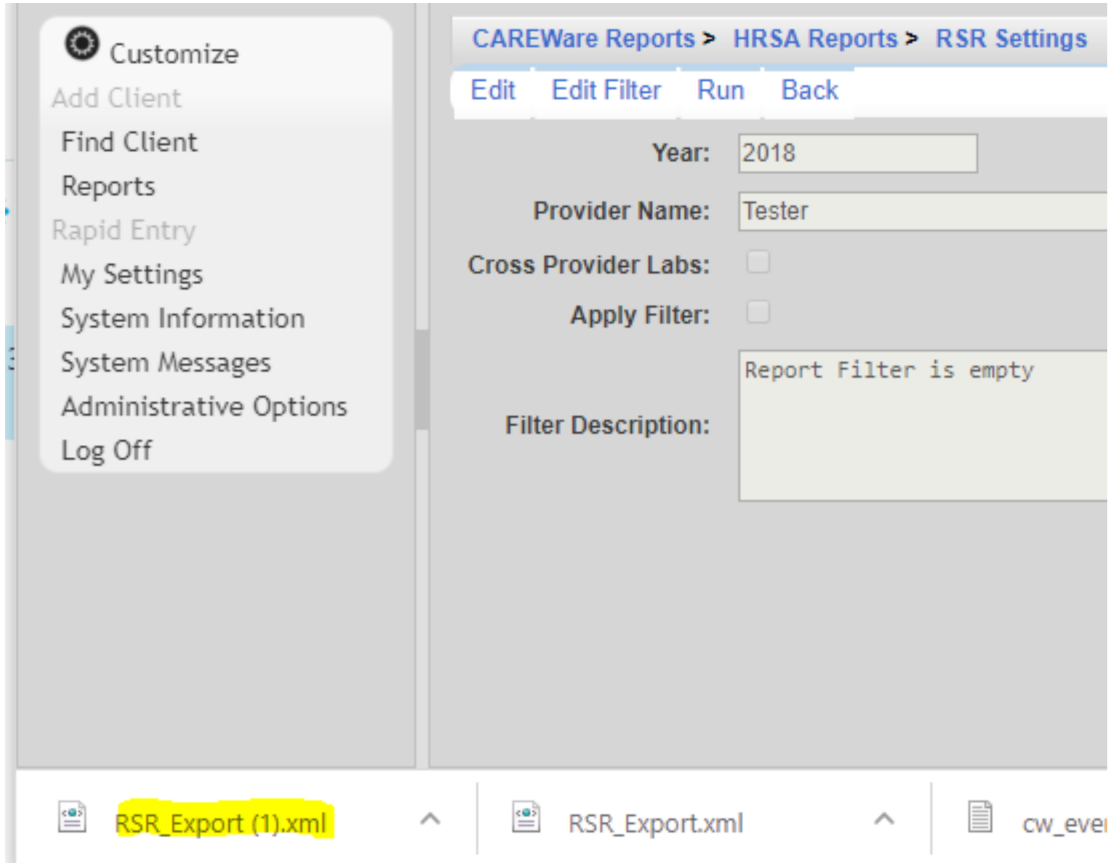 Customize
Add Client
Find Client
Reports
Rapid Entry
My Settings
System Information
System Messages
Administrative Options
Log Off
CAREWare Reports > HRSA Reports > RSR Settings
Edit Edit Filter Run Back
Year: 2018
Provider Name: Tester
Cross Provider Labs:
Apply Filter:
Filter Description: Report Filter is empty
RSR_Export (1).xml RSR_Export.xml